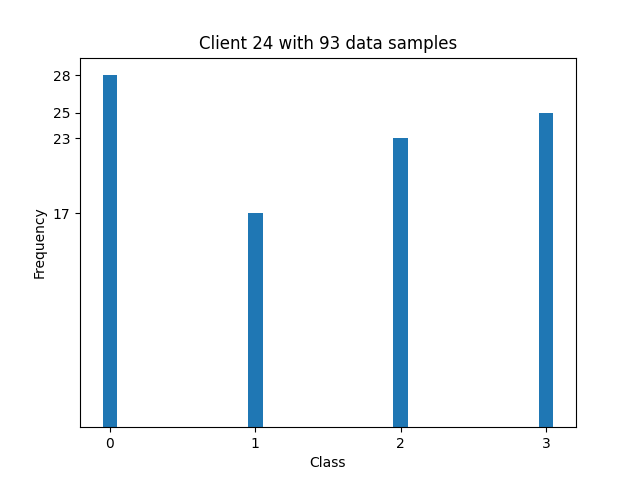 Client 24 with 93 data samples
28
25
23
17
Frequency
0 1 2 3
Class